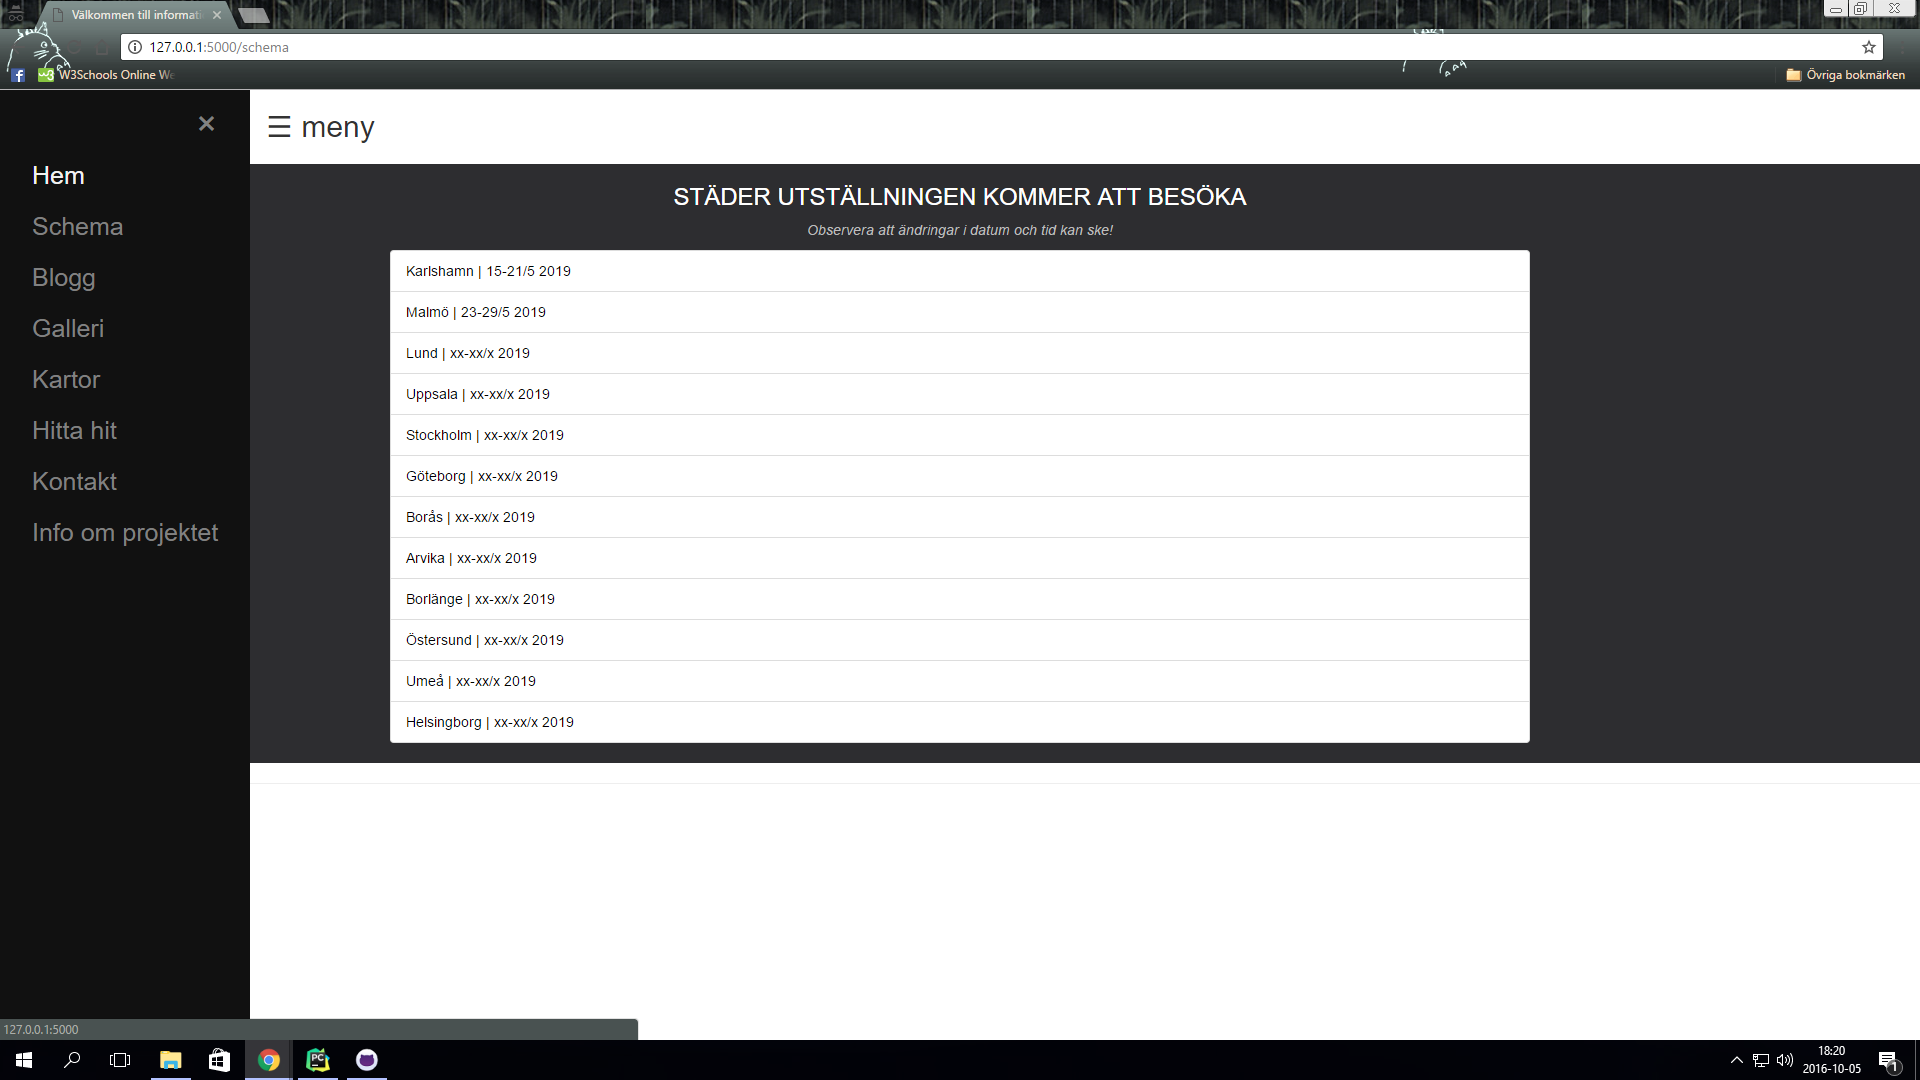 Välkommen till informati
127.0.0.1:5000/schema
W3Schools Online We
Övriga bokmärken
×
☰ meny
Hem
Schema
Blogg
Galleri
Kartor
Hitta hit
Kontakt
Info om projektet
STÄDER UTSTÄLLNINGEN KOMMER ATT BESÖKA
Observera att ändringar i datum och tid kan ske!
Karlshamn | 15-21/5 2019
Malmö | 23-29/5 2019
Lund | xx-xx/x 2019
Uppsala | xx-xx/x 2019
Stockholm | xx-xx/x 2019
Göteborg | xx-xx/x 2019
Borås | xx-xx/x 2019
Arvika | xx-xx/x 2019
Borlänge | xx-xx/x 2019
Östersund | xx-xx/x 2019
Umeå | xx-xx/x 2019
Helsingborg | xx-xx/x 2019
127.0.0.1:5000
PC
18:20
2016-10-05
1